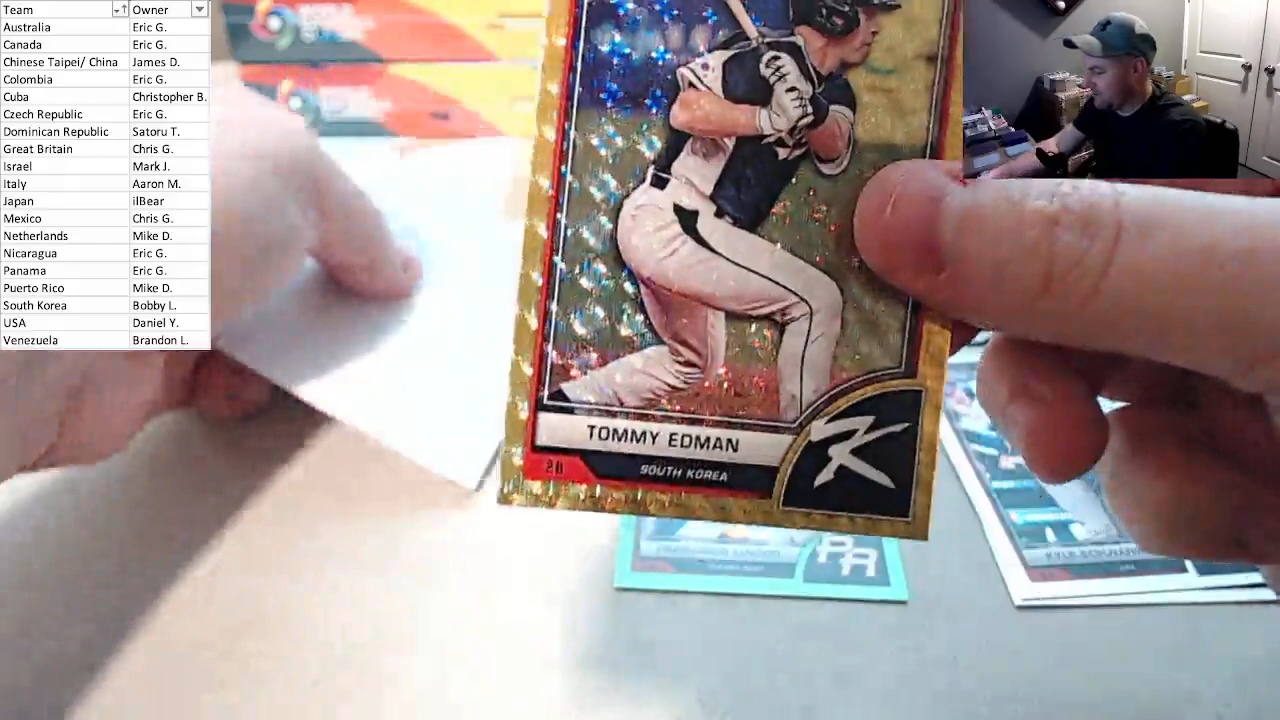 Team Owner
Australia Eric G.
Canada Eric G.
Chinese Taipei/ China James D.
Colombia Eric G.
Cuba Christopher B.
Czech Republic Eric G.
Dominican Republic Satoru T.
Great Britain Chris G.
Israel Mark J.
Italy Aaron M.
Japan ilBear
Mexico Chris G.
Netherlands Mike D.
Nicaragua Eric G.
Panama Eric G.
Puerto Rico Mike D.
South Korea Bobby L.
USA Daniel Y.
Venezuela Brandon L.
TOMMY EDMAN
SOUTH KOREA
K
PR